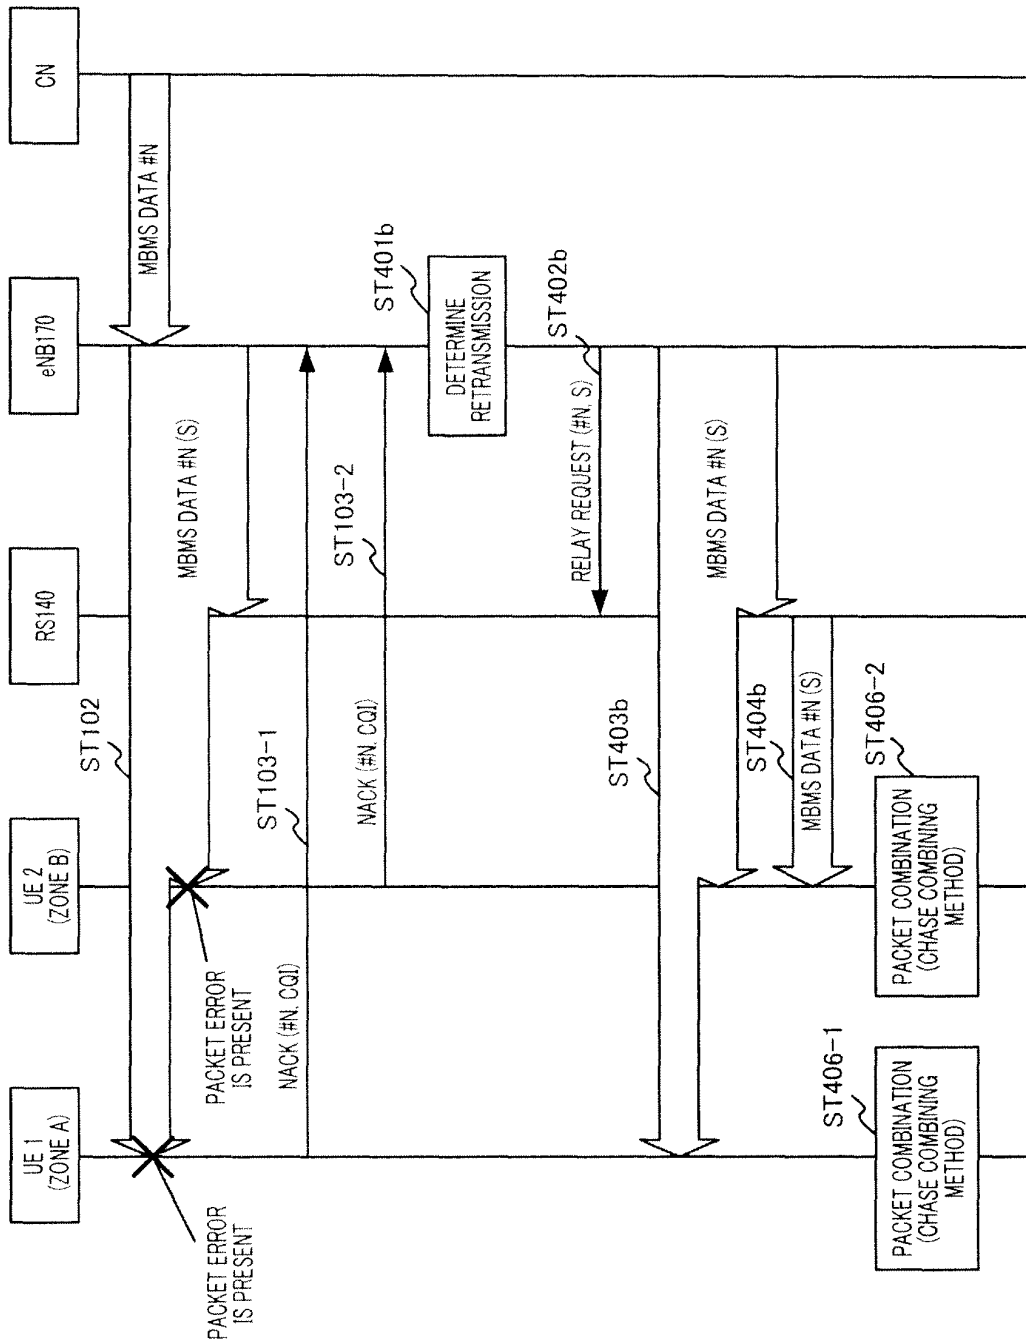 UE 1
(ZONE A)
UE 2
(ZONE B)
RS140
eNB170
CN
MBMS DATA #N
ST102
PACKET ERROR
IS PRESENT
PACKET ERROR
IS PRESENT
MBMS DATA #N (S)
ST103-1
NACK (#N, CQI)
ST103-2
NACK (#N, CQI)
ST401b
DETERMINE
RETRANSMISSION
ST402b
RELAY REQUEST (#N, S)
ST403b
MBMS DATA #N (S)
ST404b
MBMS DATA #N (S)
ST406-1
PACKET COMBINATION
(CHASE COMBINING
METHOD)
ST406-2
PACKET COMBINATION
(CHASE COMBINING
METHOD)